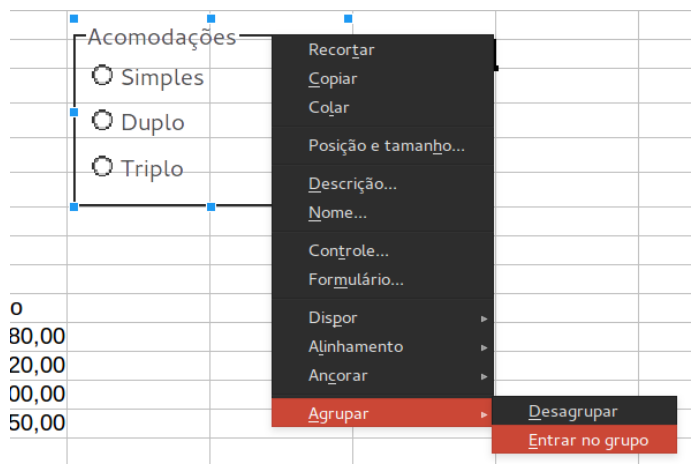 Acomodações
Simples
Duplo
Triplo
Recortar
Copiar
Colar
Posição e tamanho...
Descrição...
Nome...
Controle...
Formulário...
Dispor
Alinhamento
Ancorar
Agrupar
Desagrupar
Entrar no grupo
o
80,00
20,00
00,00
50,00